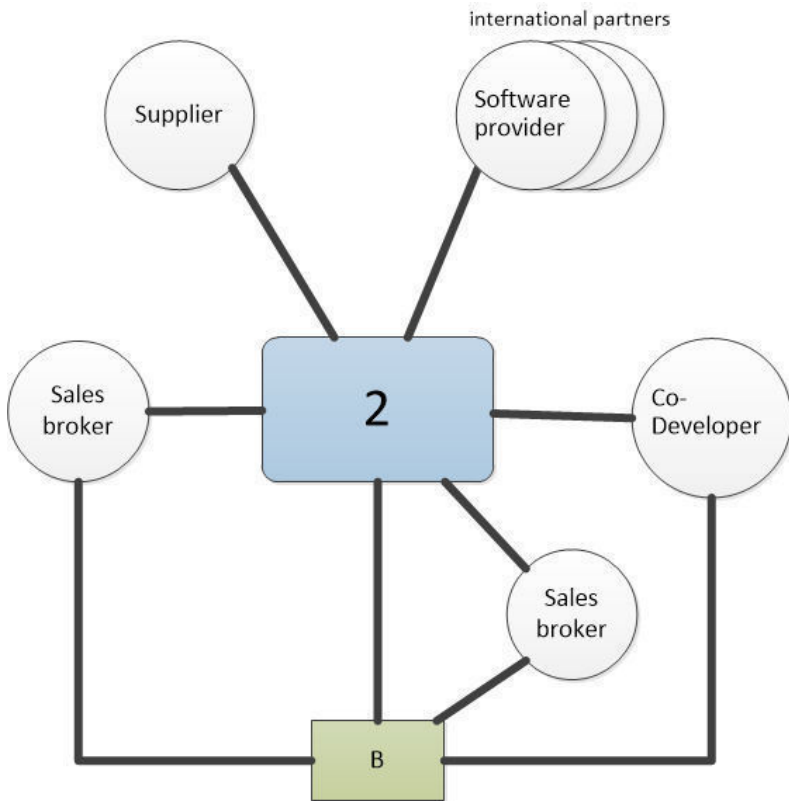 international partners
Supplier
Software
provider
Sales
broker
2
Co-
Developer
Sales
broker
B